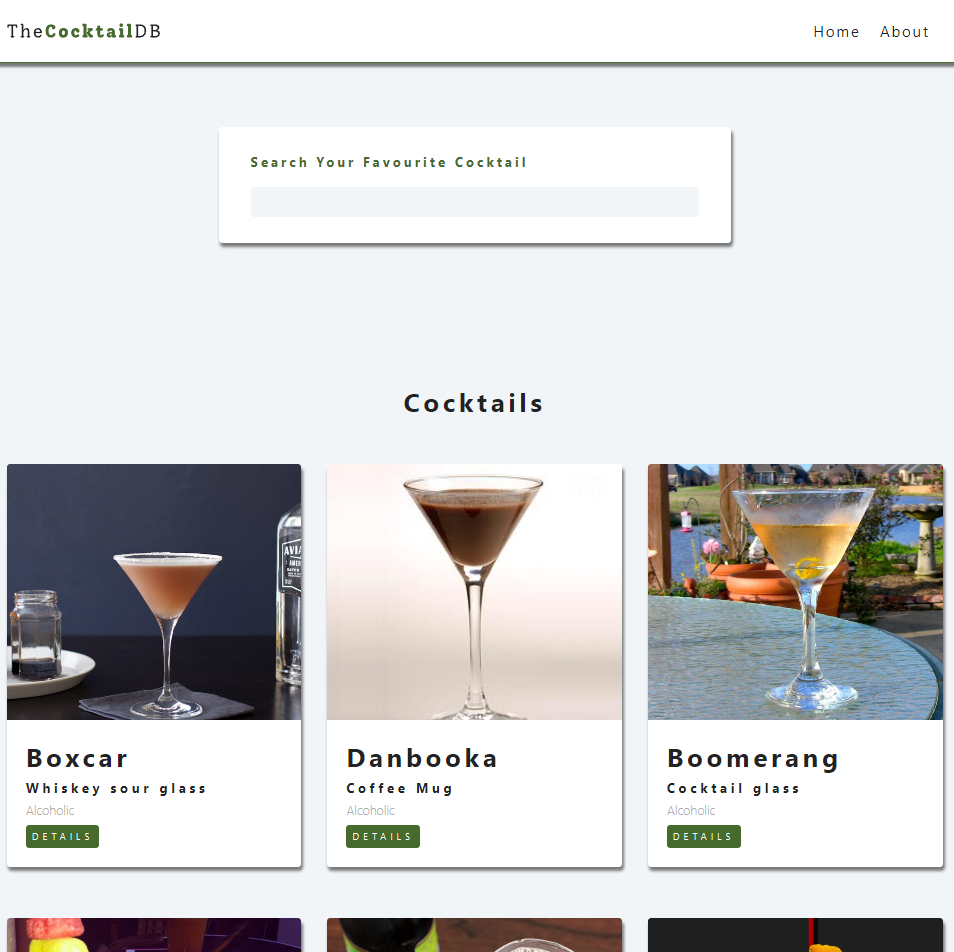 TheCocktailDB
Home About
Search Your Favourite Cocktail
Cocktails
Boxcar
Whiskey sour glass
Alcoholic
DETAILS
Danbooka
Coffee Mug
Alcoholic
DETAILS
Boomerang
Cocktail glass
Alcoholic
DETAILS